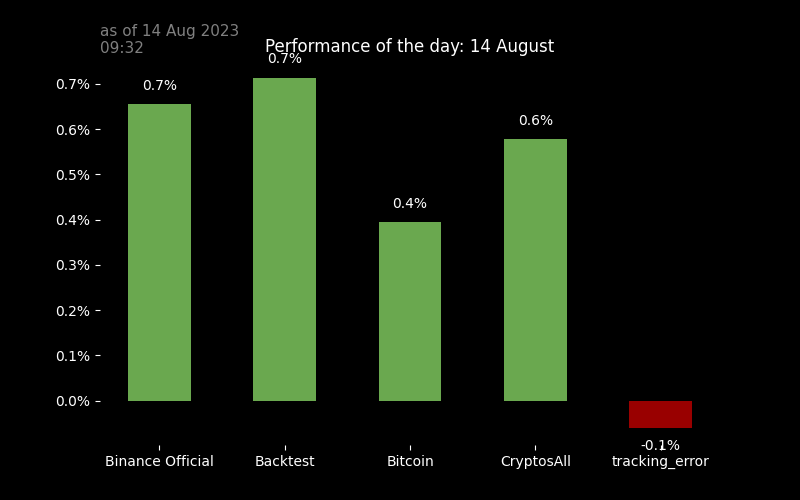 as of 14 Aug 2023
09:32
Performance of the day: 14 August
0.7%
0.7%
0.4%
0.6%
-0.1%
0.7%
0.6%
0.5%
0.4%
0.3%
0.2%
0.1%
0.0%
Binance Official
Backtest
Bitcoin
CryptosAll
tracking_error